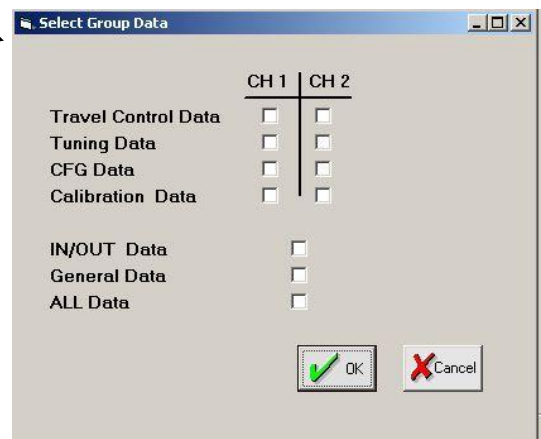 Select Group Data
CH 1 CH 2
Travel Control Data
Tuning Data
CFG Data
Calibration Data
IN/OUT Data
General Data
ALL Data
OK Cancel